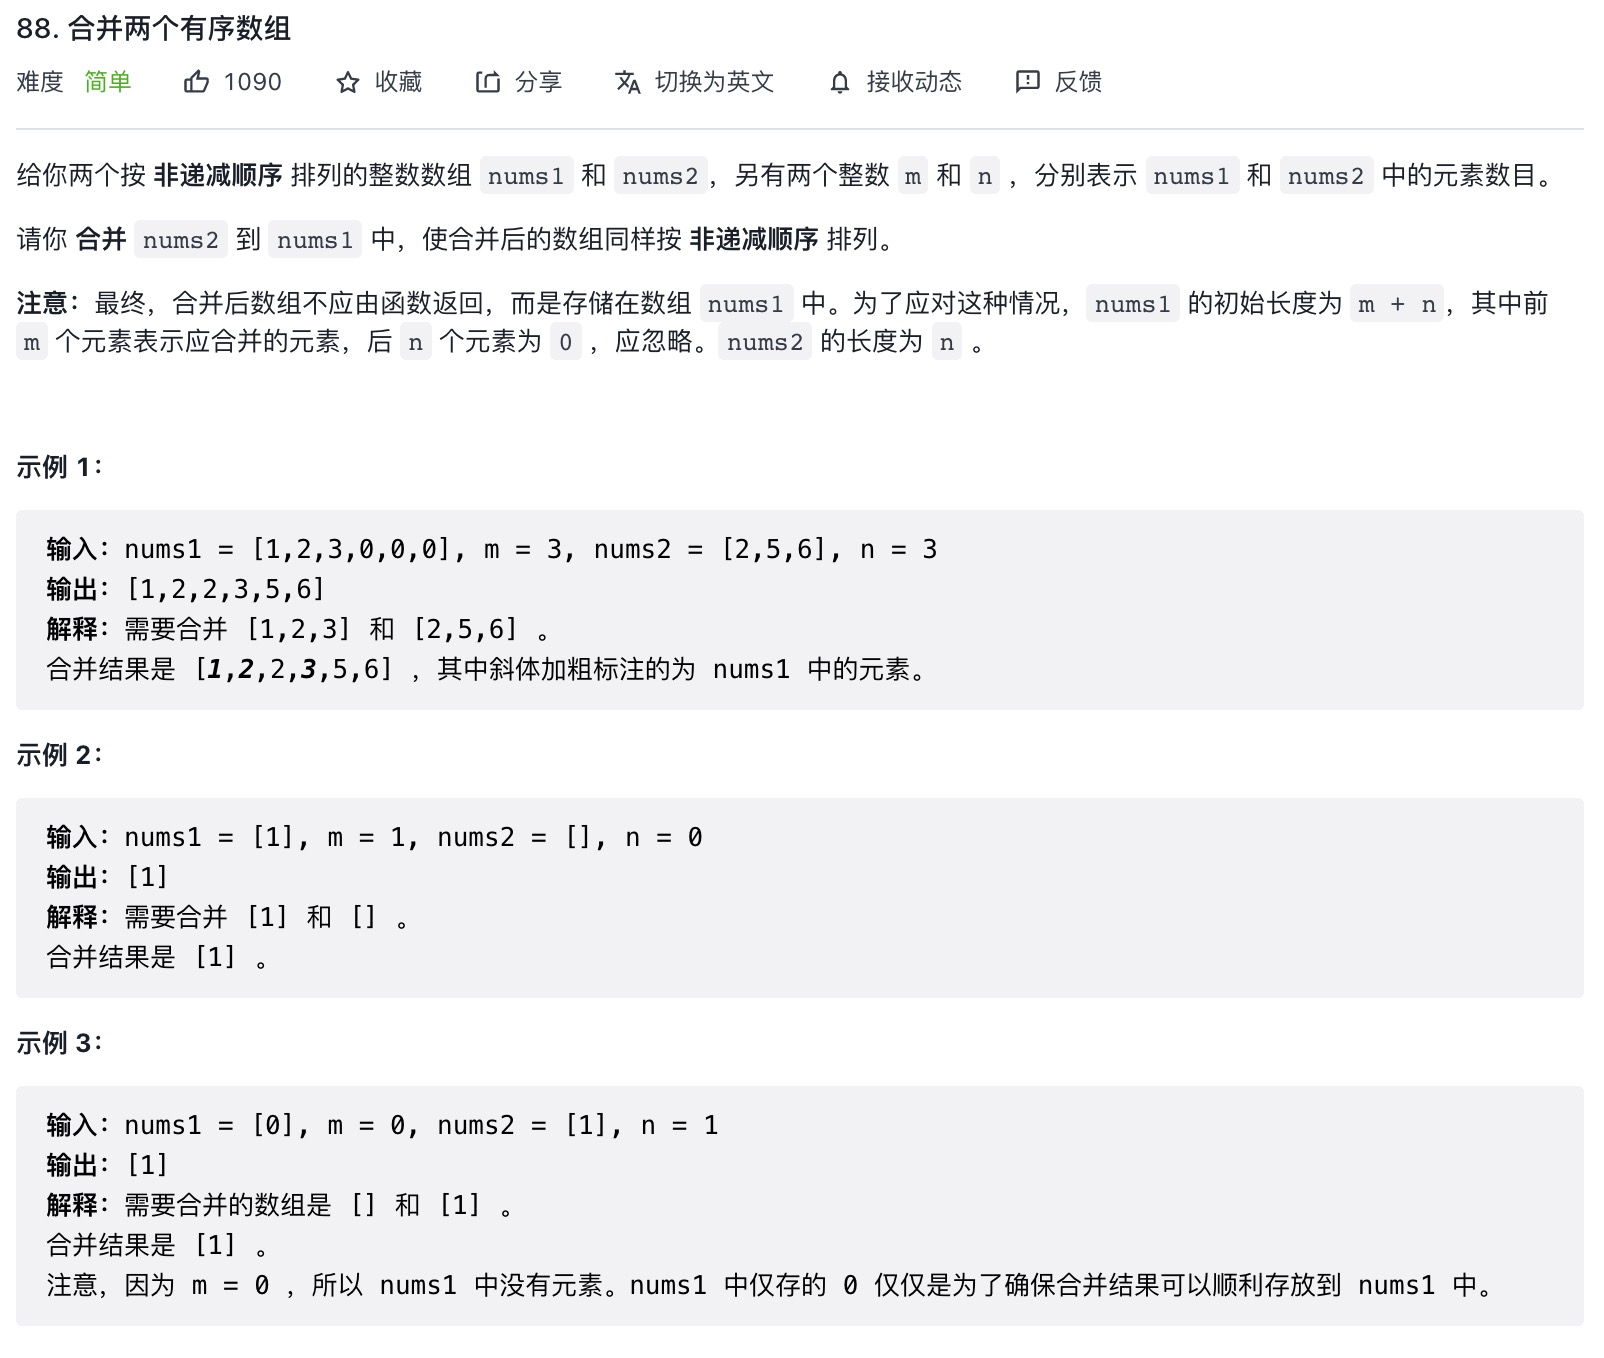 88. 合并两个有序数组
难度 简单 1090 收藏 分享 切换为英文 接收动态 反馈
给你两个按 非递减顺序 排列的整数数组 nums1 和 nums2，另有两个整数 m 和 n ，分别表示 nums1 和 nums2 中的元素数目。
请你 合并 nums2 到 nums1 中，使合并后的数组同样按 非递减顺序 排列。
注意：最终，合并后数组不应由函数返回，而是存储在数组 nums1 中。为了应对这种情况，nums1 的初始长度为 m + n，其中前
m 个元素表示应合并的元素，后 n 个元素为 0 ，应忽略。nums2 的长度为 n 。
示例 1：
输入：nums1 = [1,2,3,0,0,0], m = 3, nums2 = [2,5,6], n = 3
输出：[1,2,2,3,5,6]
解释：需要合并 [1,2,3] 和 [2,5,6] 。
合并结果是 [1,2,2,3,5,6] ，其中斜体加粗标注的为 nums1 中的元素。
示例 2：
输入：nums1 = [1], m = 1, nums2 = [], n = 0
输出：[1]
解释：需要合并 [1] 和 [] 。
合并结果是 [1] 。
示例 3：
输入：nums1 = [0], m = 0, nums2 = [1], n = 1
输出：[1]
解释：需要合并的数组是 [] 和 [1] 。
合并结果是 [1] 。
注意，因为 m = 0 ，所以 nums1 中没有元素。nums1 中仅存的 0 仅仅是为了确保合并结果可以顺利存放到 nums1 中。